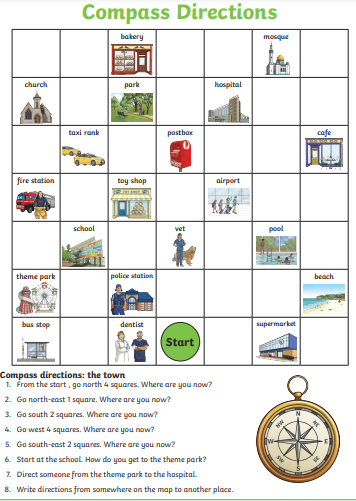 Compass Directions
bakery
mosque
church
park
hospital
taxi rank
postbox
cafe
fire station
toy shop
airport
school
vet
pool
theme park
police station
beach
bus stop
dentist
Start
supermarket
Compass directions: the town
1. From the start , go north 4 squares. Where are you now?
2. Go north-east 1 square. Where are you now?
3. Go south 2 squares. Where are you now?
4. Go west 4 squares. Where are you now?
5. Go south-east 2 squares. Where are you now?
6. Start at the school. How do you get to the theme park?
7. Direct someone from the theme park to the hospital.
8. Write directions from somewhere on the map to another place.
N
NW
NE
W
E
SW
SE
S